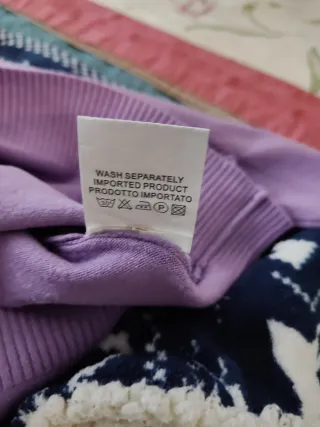 WASH SEPARATELY
IMPORTED PRODUCT
PRODOTTO IMPORTATO